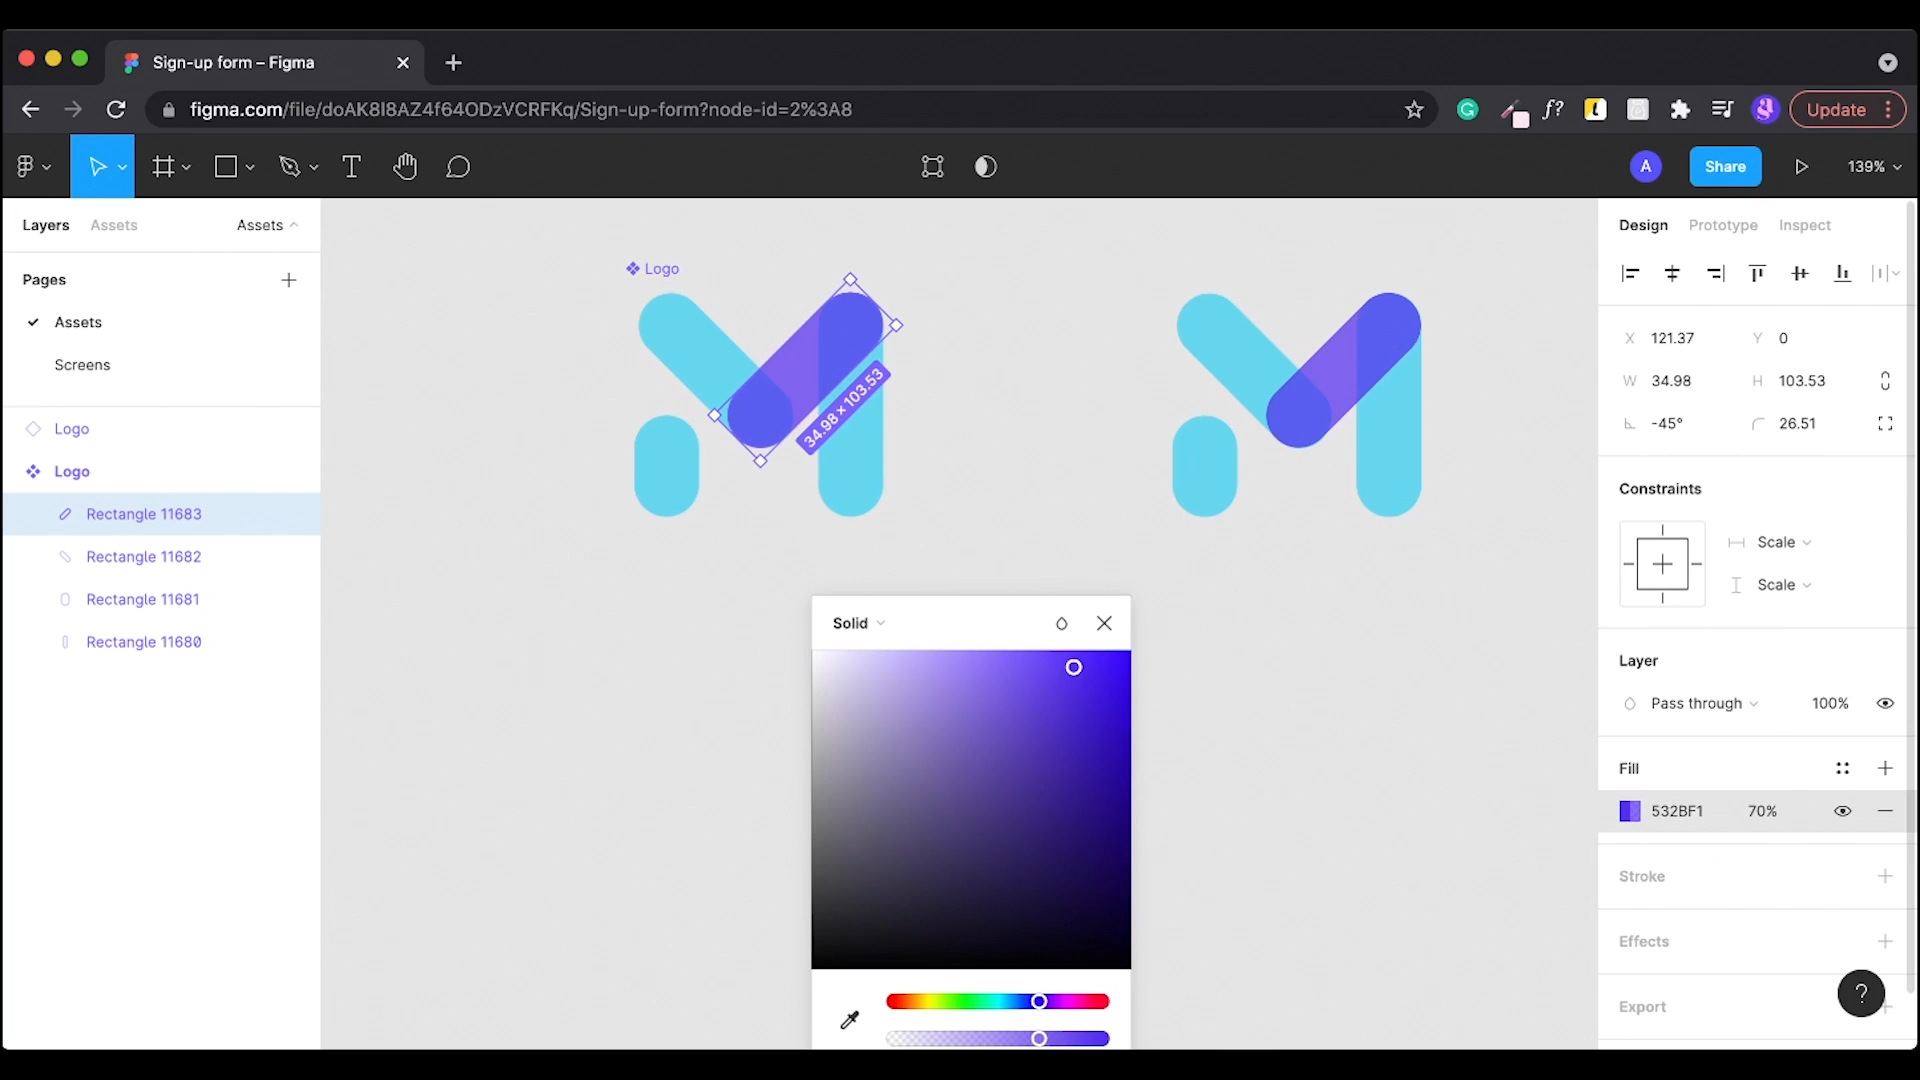 Sign-up form – Figma
figma.com/file/doAK8I8AZ4f64ODzVCRFKq/Sign-up-form?node-id=2%3A8
Update
A
Share
139%
Layers
Assets
Assets
Pages
Assets
Screens
Logo
Logo
Rectangle 11683
Rectangle 11682
Rectangle 11681
Rectangle 11680
Logo
34.98 × 103.53
Solid
Design
Prototype
Inspect
X 121.37
Y 0
W 34.98
H 103.53
-45°
26.51
Constraints
Scale
Scale
Layer
Pass through
100%
Fill
532BF1
70%
Stroke
Effects
Export
?